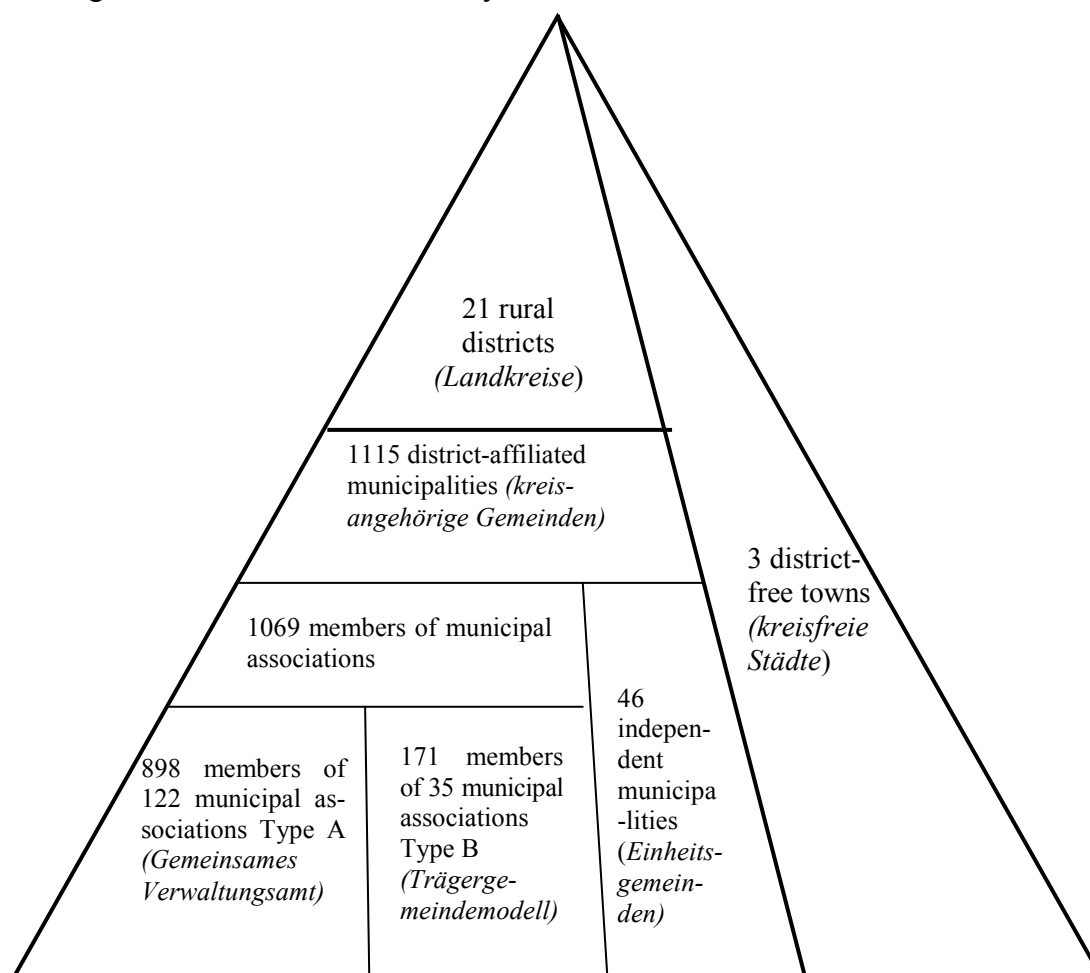 21 rural
districts
(Landkreise)
1115 district-affiliated
municipalities (kreis-
angehörige Gemeinden)
3 district-
free towns
(kreisfreie
Städte)
1069 members of municipal
associations
46
indepen-
dent
municipa
-lities
(Einheits-
gemein-
den)
898 members of
122 municipal as-
sociations Type A
(Gemeinsames
Verwaltungsamt)
171 members
of 35 municipal
associations
Type B
(Trägerge-
meindemodell)